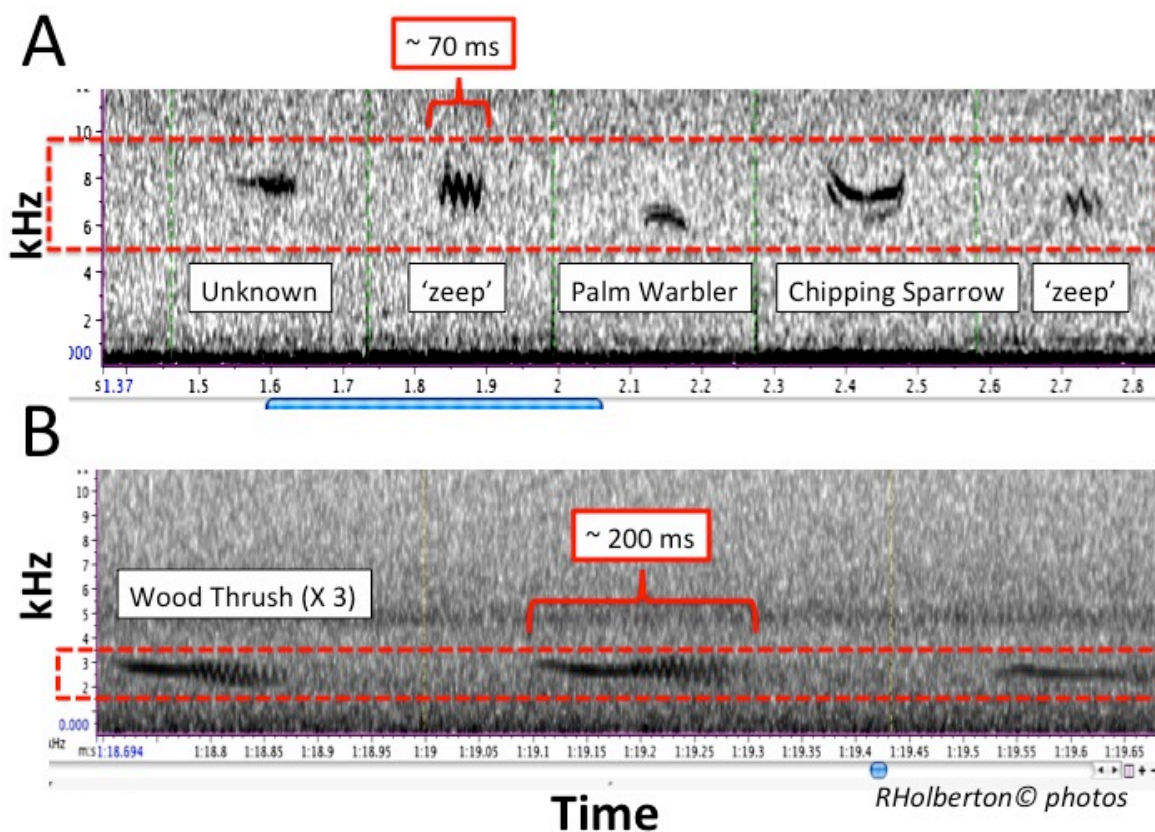 A
~ 70 ms
kHz
10
8
6
4
2
000
Unknown
'zeep'
Palm Warbler
Chipping Sparrow
'zeep'
s 1.37 1.5 1.6 1.7 1.8 1.9 2 2.1 2.2 2.3 2.4 2.5 2.6 2.7 2.8
B
~ 200 ms
kHz
10
9
8
7
6
5
4
3
2
0.000
Wood Thrush (X 3)
m:s 1:18.694 1:18.8 1:18.85 1:18.9 1:18.95 1:19 1:19.05 1:19.1 1:19.15 1:19.2 1:19.25 1:19.3 1:19.35 1:19.4 1:19.45 1:19.5 1:19.55 1:19.6 1:19.65
Time
RHolberton© photos